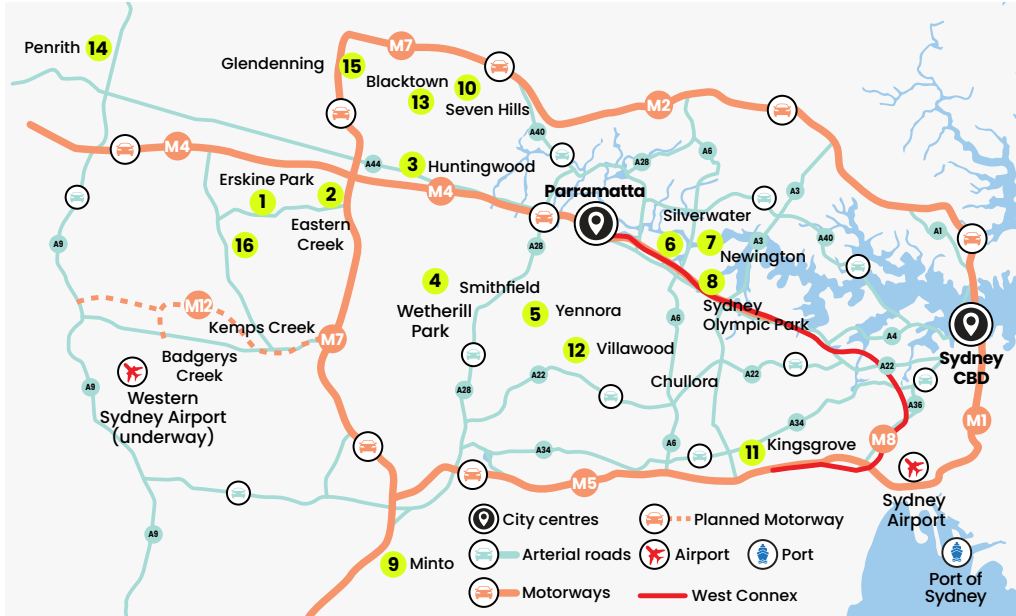 M7
Penrith 14
Glendenning 15
Blacktown
10
13
Seven Hills
M2
A40
A6
A28
M4
A44
3 Huntingwood
A3
Erskine Park
1
2
M4
Parramatta
Silverwater
Eastern
Creek
16
A28
6
7
Newington
A3
A40
A1
A9
4
Smithfield
8
Sydney
Olympic Park
Wetherill
Park
M12
Kemps Creek
M7
5 Yennora
A6
A4
12 Villawood
Badgerys
Creek
Sydney
CBD
Western
Sydney Airport
(underway)
A9
A28
A22
Chullora
A22
A22
A36
A34
M1
A34
A6
11 Kingsgrove
M8
M5
Sydney
Airport
A9
9 Minto
City centres
Planned Motorway
Arterial roads
Airport
Port
Motorways
West Connex
Port of
Sydney